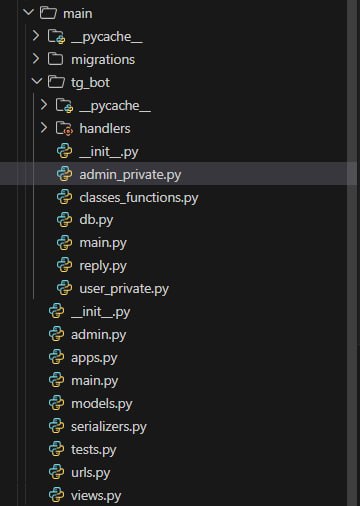 main
__pycache__
migrations
tg_bot
__pycache__
handlers
__init__.py
admin_private.py
classes_functions.py
db.py
main.py
reply.py
user_private.py
__init__.py
admin.py
apps.py
main.py
models.py
serializers.py
tests.py
urls.py
views.py